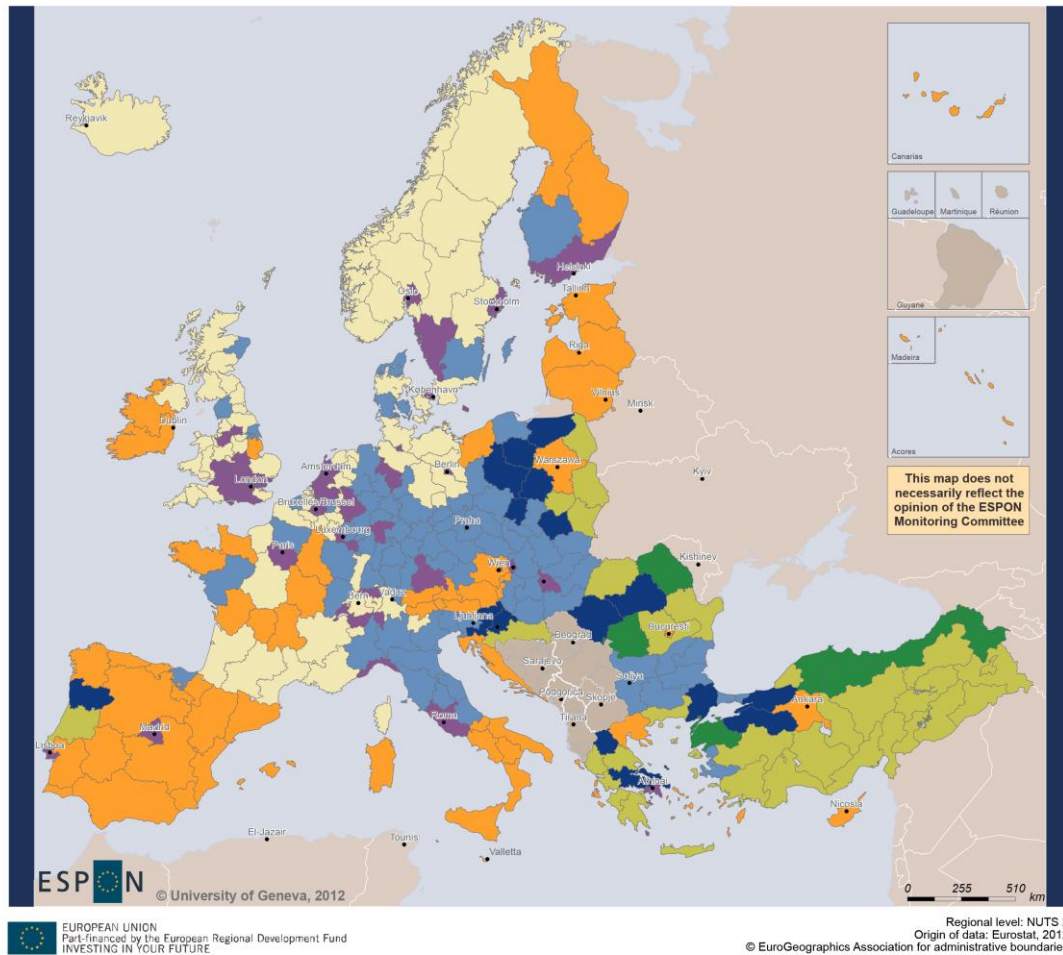 Reykjavik
Canarias
Guadeloupe
Martinique
Réunion
Guyane
Madeira
Acores
This map does not
necessarily reflect the
opinion of the ESPON
Monitoring Committee
Oslo
Stockholm
Helsinki
Tallinn
Riga
Vilnius
Minsk
København
Dublin
London
Amsterdam
Berlin
Warszawa
Kyiv
Bruxelles/Brussel
Luxembourg
Praha
Paris
Wien
Kishinev
Bern
Vaduz
Ljubljana
Beograd
Bucuresti
Sarajevo
Podgorica
Sofiya
Skopje
Tirana
Roma
Madrid
Lisboa
Ankara
Athinai
Nicosia
El-Jazair
Tounis
Valletta
ESPON
© University of Geneva, 2012
0 255 510
km
EUROPEAN UNION
Part-financed by the European Regional Development Fund
INVESTING IN YOUR FUTURE
Regional level: NUTS
Origin of data: Eurostat, 201
© EuroGeographics Association for administrative boundarie